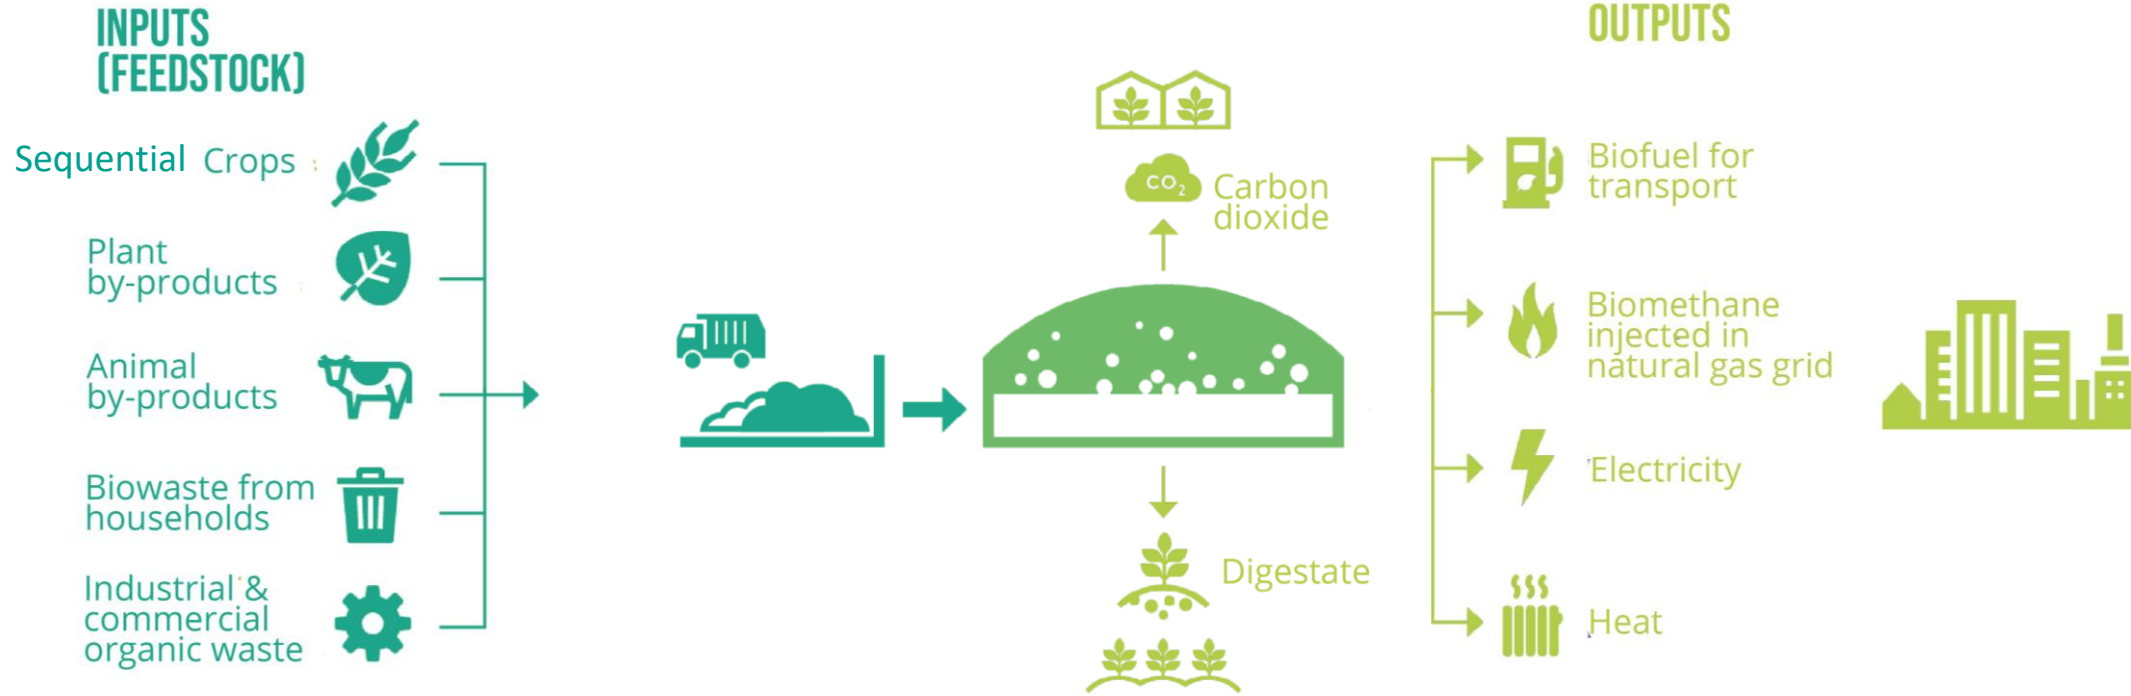 INPUTS
(FEEDSTOCK)
Sequential Crops
Plant
by-products
Animal
by-products
Biowaste from
households
Industrial &
commercial
organic waste
CO2
Carbon
dioxide
Digestate
OUTPUTS
Biofuel for
transport
Biomethane
injected in
natural gas grid
Electricity
Heat